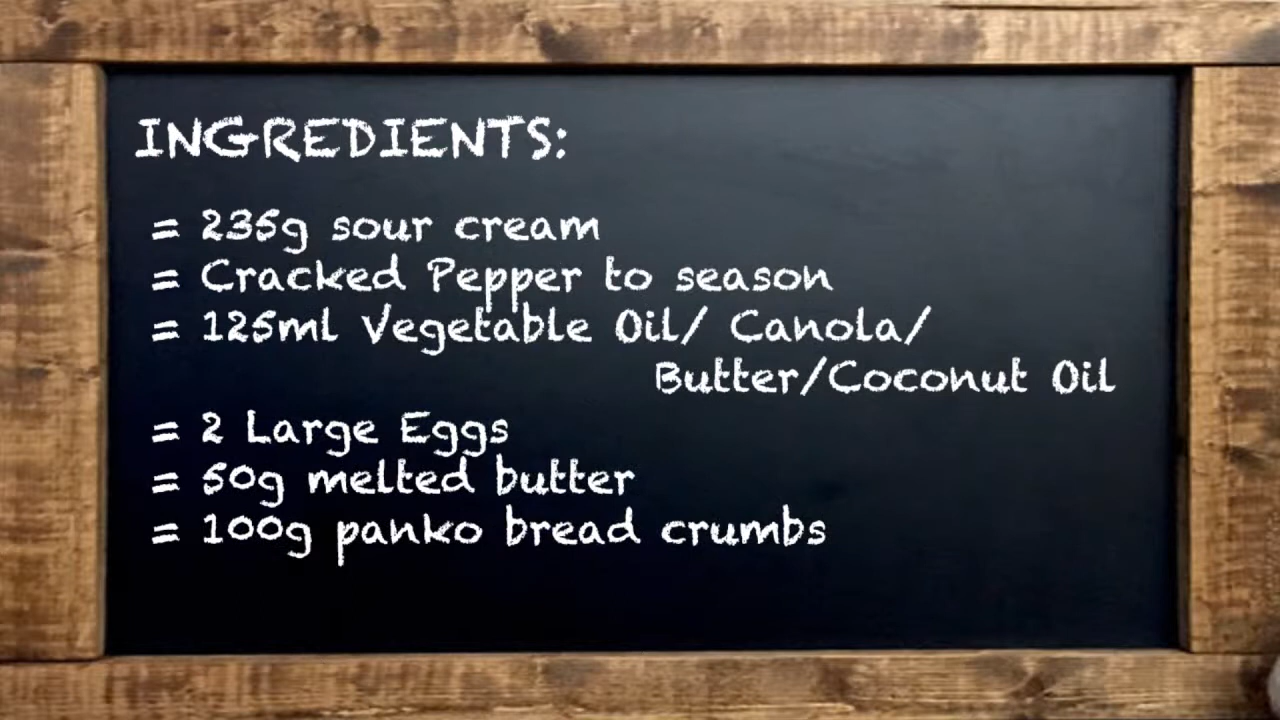 INGREDIENTS:
= 235g sour cream
= Cracked Pepper to season
= 125ml Vegetable Oil/ Canola/
Butter/Coconut Oil
= 2 Large Eggs
= 50g melted butter
= 100g panko bread crumbs